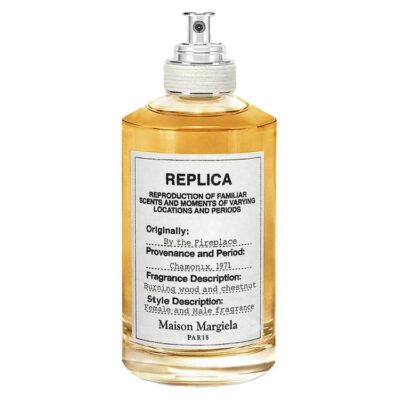 REPLICA
REPRODUCTION OF FAMILIAR
SCENTS AND MOMENTS OF VARYING
LOCATIONS AND PERIODS
Originally:
By the Fireplace
Provenance and Period:
Chamonix, 1971
Fragrance Description:
Burning wood and chestnut
Style Description:
Female and Male fragrance
Maison Margiela
PARIS